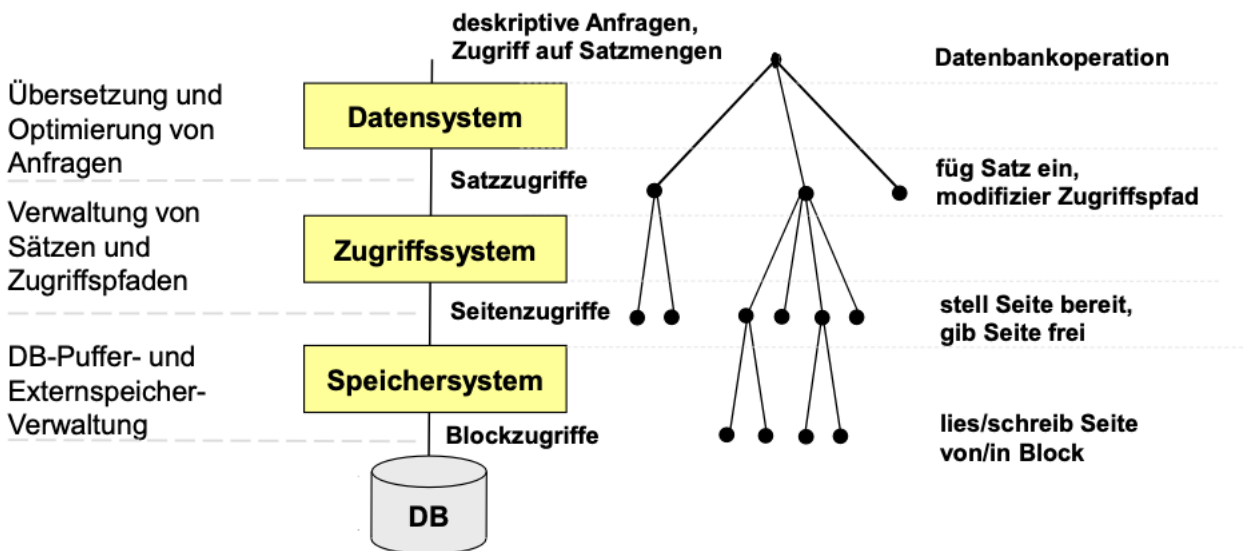 deskriptive Anfragen,
Zugriff auf Satzmengen
Datenbankoperation
Übersetzung und
Optimierung von
Anfragen
Datensystem
Satzzugriffe
füg Satz ein,
modifizier Zugriffspfad
Verwaltung von
Sätzen und
Zugriffspfaden
Zugriffssystem
Seitenzugriffe
stell Seite bereit,
gib Seite frei
DB-Puffer- und
Externspeicher-
Verwaltung
Speichersystem
Blockzugriffe
lies/schreib Seite
von/in Block
DB